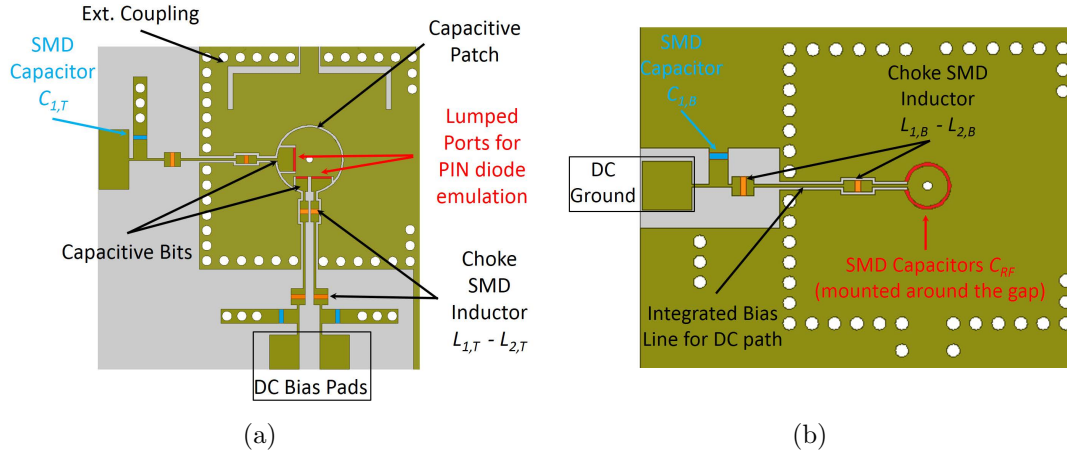 Ext. Coupling
SMD
Capacitor
C1,T
Capacitive
Patch
Lumped
Ports for
PIN diode
emulation
Capacitive Bits
Choke
SMD
Inductor
L1,T - L2,T
DC Bias Pads
(a)
SMD
Capacitor
C1,B
Choke SMD
Inductor
L1,B - L2,B
DC
Ground
SMD Capacitors CRF
(mounted around the gap)
Integrated Bias
Line for DC path
(b)